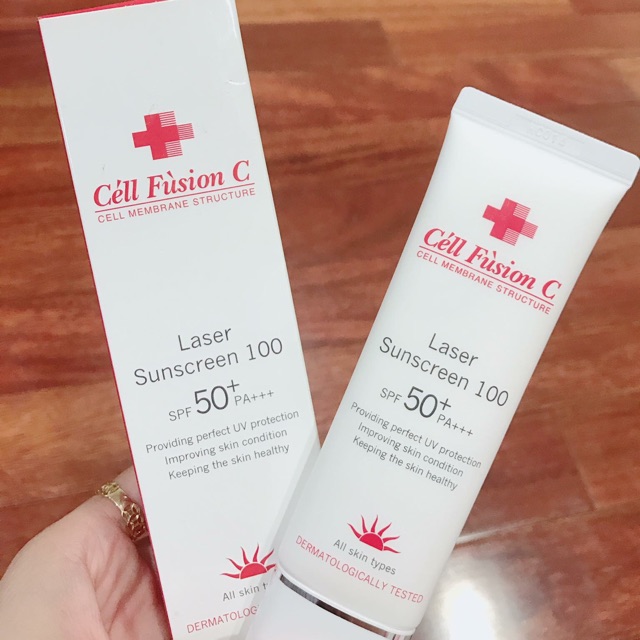 Céll Fùsion C
CELL MEMBRANE STRUCTURE
Laser
Sunscreen 100
SPF 50+ PA+++
Providing perfect UV protection
Improving skin condition
Keeping the skin healthy
All skin types
Céll Fùsion C
CELL MEMBRANE STRUCTURE
Laser
Sunscreen 100
SPF 50+ PA+++
Providing perfect UV protection
Improving skin condition
Keeping the skin healthy
All skin types
DERMATOLOGICALLY TESTED